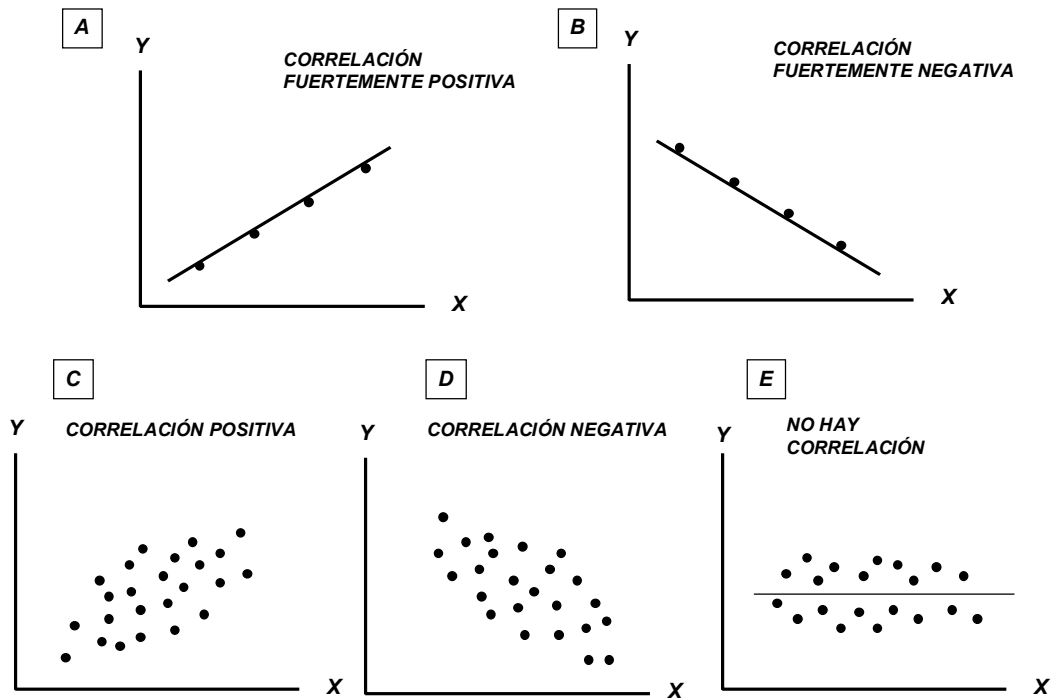 A
Y
CORRELACIÓN
FUERTEMENTE POSITIVA
X
B
Y
CORRELACIÓN
FUERTEMENTE NEGATIVA
X
C
Y
CORRELACIÓN POSITIVA
X
D
Y
CORRELACIÓN NEGATIVA
X
E
Y
NO HAY
CORRELACIÓN
X